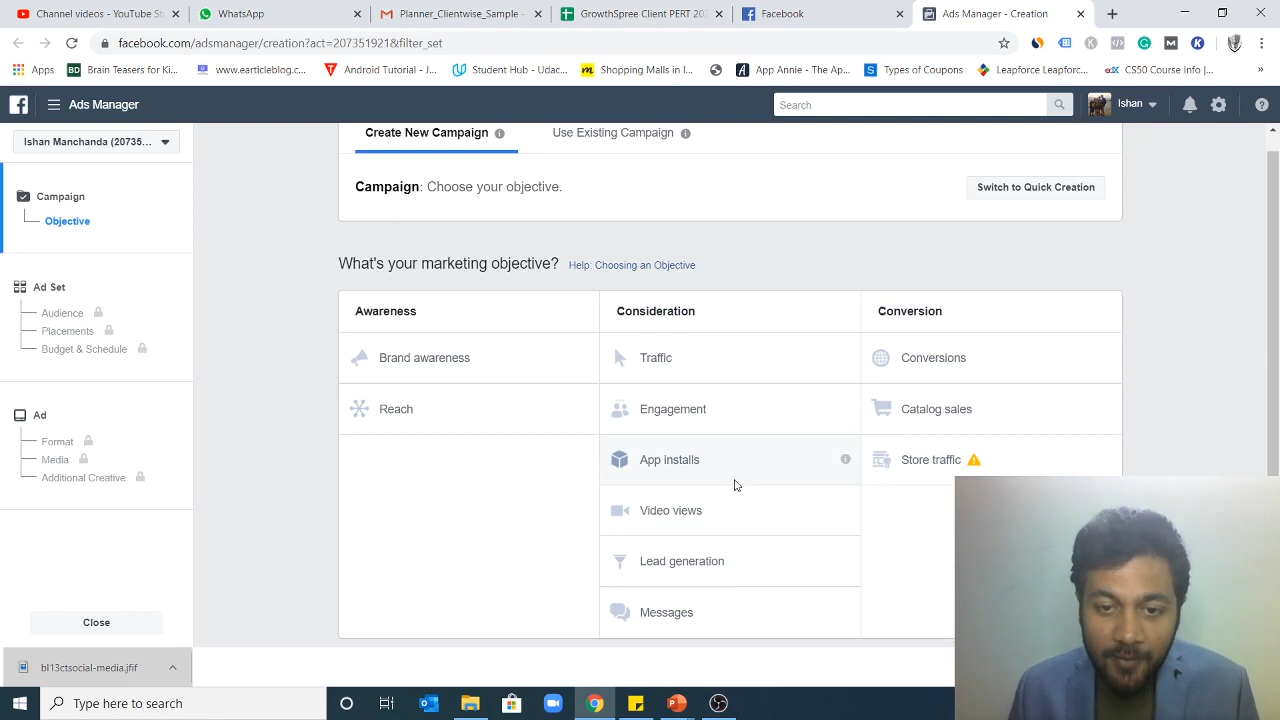 Channel videos - YouTube St
WhatsApp
Planner_Clientwise_Sample -
GrowthSpree Client PERT 202
Facebook
Ads Manager - Creation
facebook.com/adsmanager/creation?act=207351921&filter_set
Apps
Brain Teasers for Ki...
www.earticleblog.c...
Android Tutorial - J...
Student Hub - Udac...
Shopping Malls in I...
App Annie - The Ap...
Types of Coupons
Leapforce Leapforc...
CS50 Course Info |...
Ads Manager
Search
Ishan
Ishan Manchanda (20735...
Create New Campaign
Use Existing Campaign
Campaign
Objective
Campaign: Choose your objective.
Switch to Quick Creation
What's your marketing objective? Help: Choosing an Objective
Ad Set
Audience
Placements
Budget & Schedule
Awareness
Consideration
Conversion
Brand awareness
Traffic
Conversions
Reach
Engagement
Catalog sales
Ad
Format
Media
Additional Creative
App installs
Store traffic
Video views
Lead generation
Messages
Close
bl13ctsocial-media.jfif
Type here to search